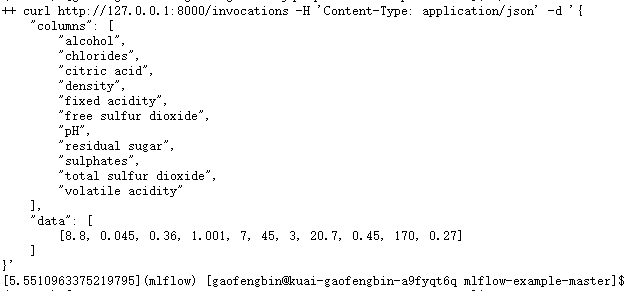 ++ curl http://127.0.0.1:8000/invocations -H 'Content-Type: application/json' -d '{
    "columns": [
        "alcohol",
        "chlorides",
        "citric acid",
        "density",
        "fixed acidity",
        "free sulfur dioxide",
        "pH",
        "residual sugar",
        "sulphates",
        "total sulfur dioxide",
        "volatile acidity"
    ],
    "data": [
        [8.8, 0.045, 0.36, 1.001, 7, 45, 3, 20.7, 0.45, 170, 0.27]
    ]
}'
[5.5510963375219795](mlflow) [gaofengbin@kuai-gaofengbin-a9fyqt6q mlflow-example-master]$